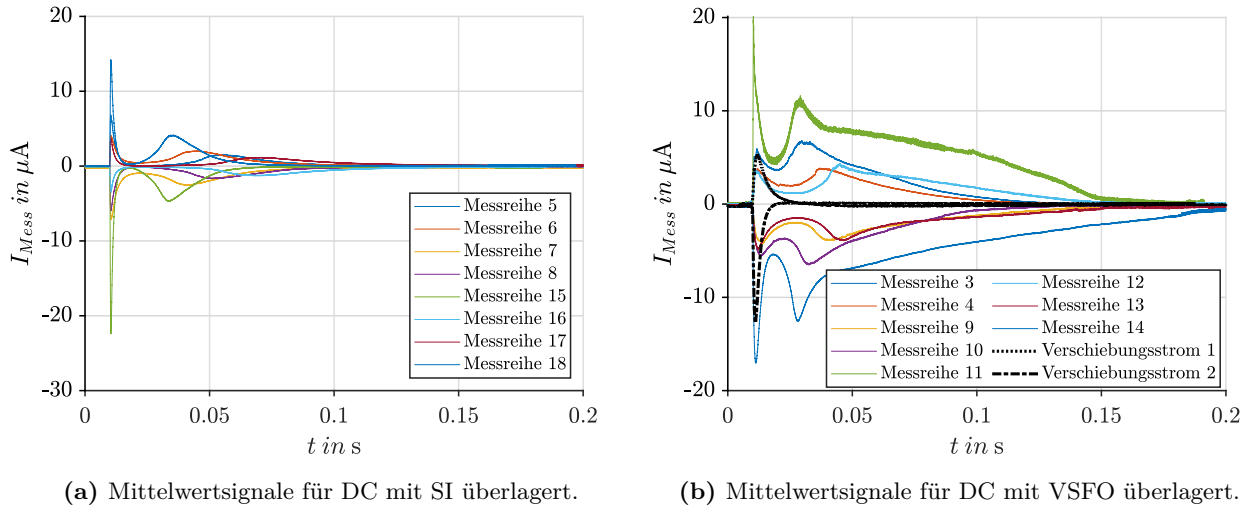 20
10
0
-10
-20
-30
I_Mess in µA
0
0.05
0.1
0.15
0.2
t in s
Messreihe 5
Messreihe 6
Messreihe 7
Messreihe 8
Messreihe 15
Messreihe 16
Messreihe 17
Messreihe 18
(a) Mittelwertsignale für DC mit SI überlagert.
20
10
0
-10
-20
I_Mess in µA
0
0.05
0.1
0.15
0.2
t in s
Messreihe 3
Messreihe 4
Messreihe 9
Messreihe 10
Messreihe 11
Messreihe 12
Messreihe 13
Messreihe 14
Verschiebungsstrom 1
Verschiebungsstrom 2
(b) Mittelwertsignale für DC mit VSFO überlagert.